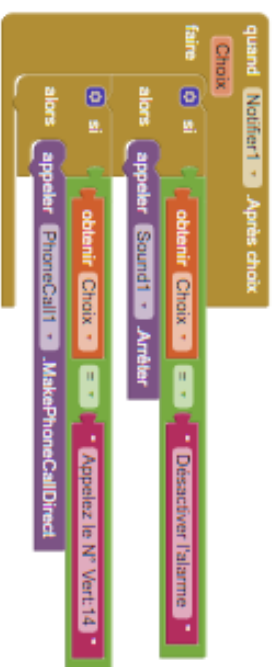 quand Notifier1 .Après choix
Choix
faire
si obtenir Choix = " Désactiver l'alarme "
alors appeler Sound1 .Arrêter
si obtenir Choix = " Appelez le N° Vert:14 "
alors appeler PhoneCall1 .MakePhoneCallDirect